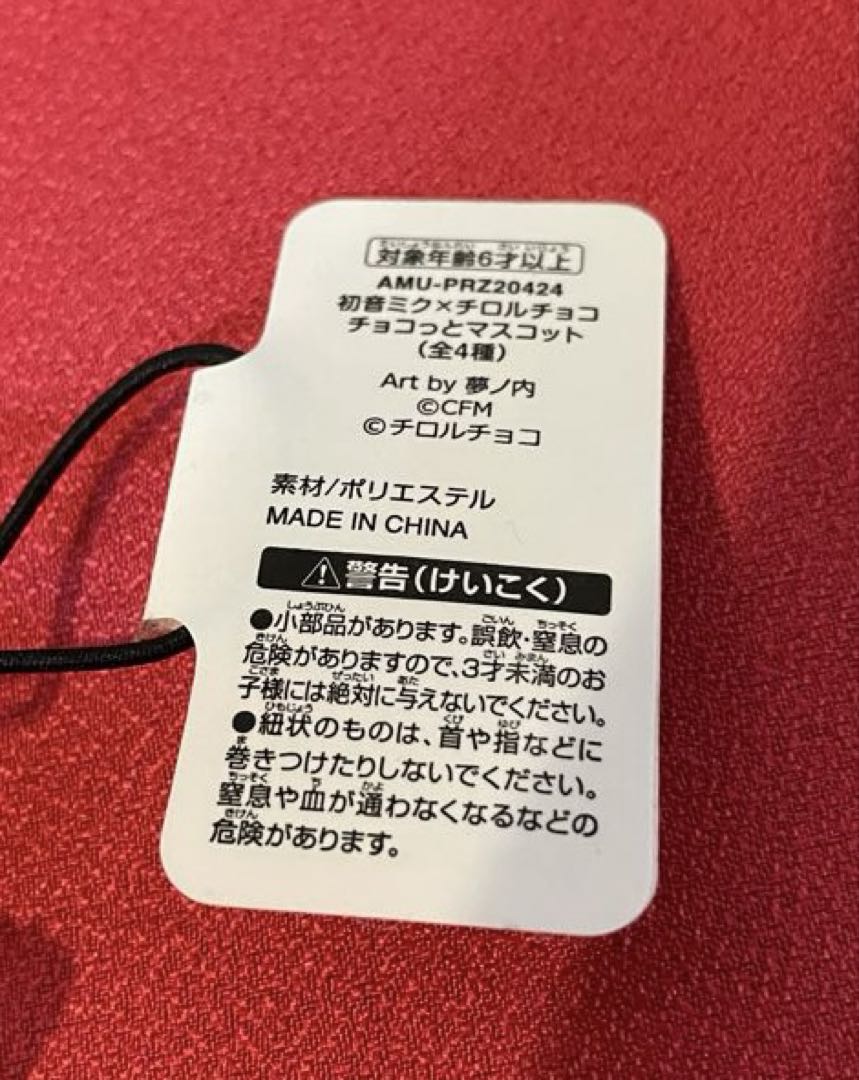 対象年齢6才以上
AMU-PRZ20424
初音ミク×チロルチョコ
チョコっとマスコット
(全4種)
Art by 夢ノ内
©CFM
©チロルチョコ
素材/ポリエステル
MADE IN CHINA
⚠警告(けいこく)
●小部品があります。誤飲・窒息の
危険がありますので、3才未満のお
子様には絶対に与えないでください。
●紐状のものは、首や指などに
巻きつけたりしないでください。
窒息や血が通わなくなるなどの
危険があります。